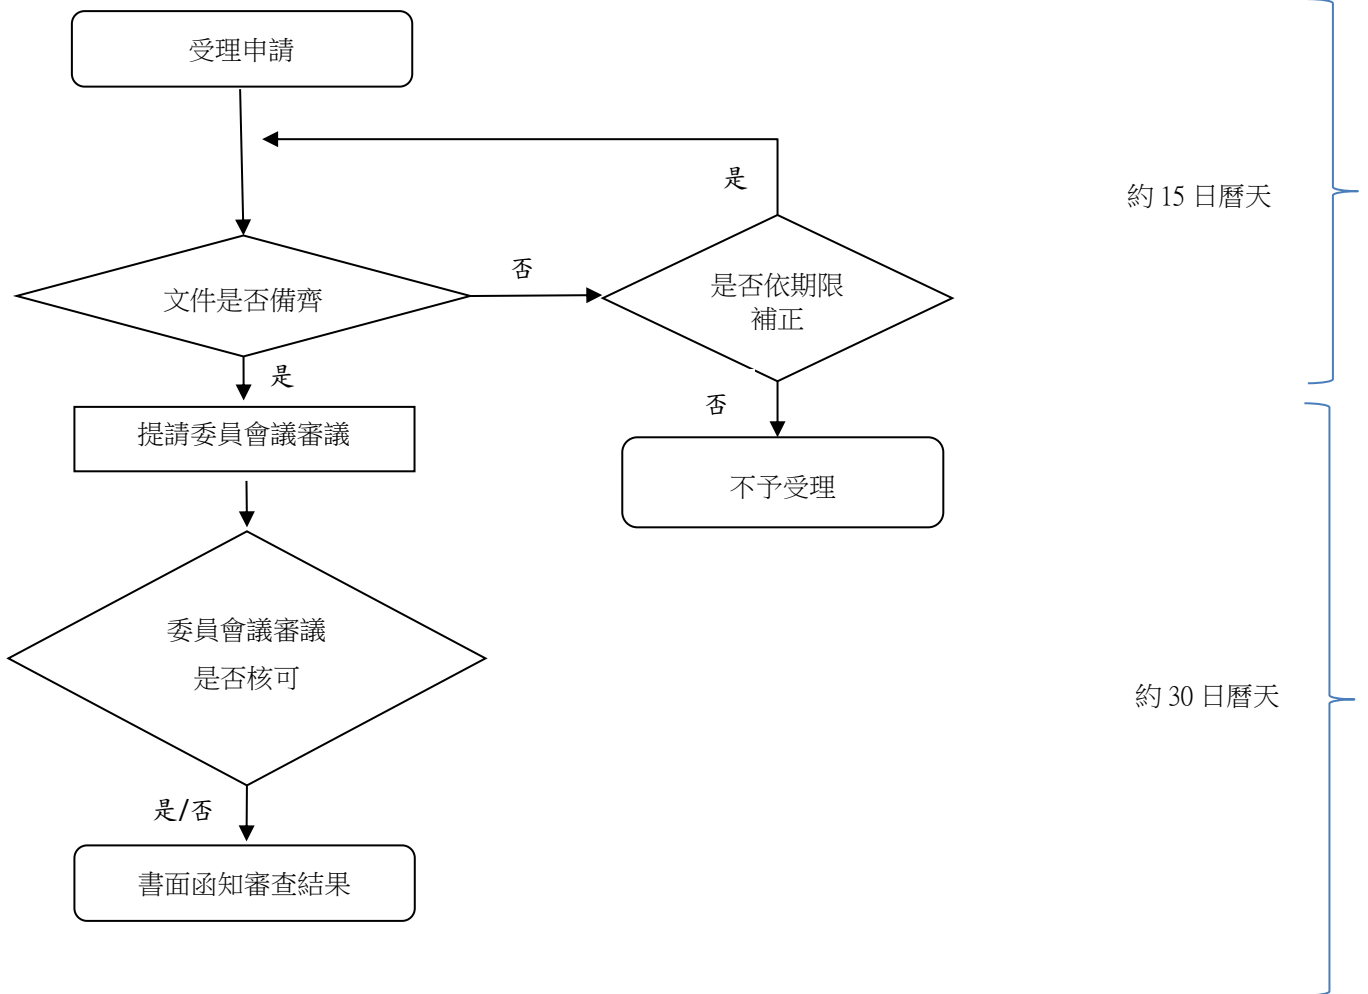 受理申請
是
約 15 日曆天
否
文件是否備齊
是否依期限
補正
是
否
提請委員會議審議
不予受理
委員會議審議
是否核可
約 30 日曆天
是/否
書面函知審查結果